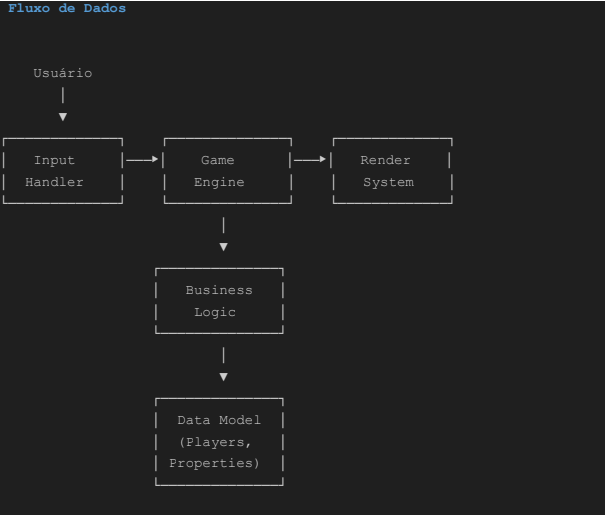 Fluxo de Dados
Usuário
Input Handler
Game Engine
Render System
Business Logic
Data Model (Players, Properties)